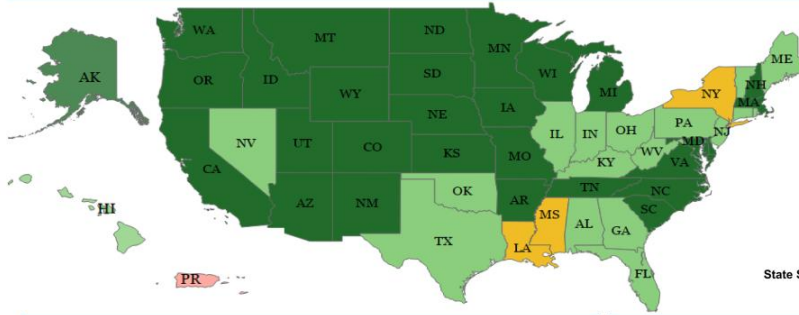 WA
MT
ND
MN
ME
AK
OR
ID
SD
WI
NY
NH
MA
WY
MI
IA
PA
NJ
NE
IL
IN
OH
MD
NV
UT
CO
KS
MO
KY
WV
VA
CA
TN
NC
OK
AR
SC
AZ
NM
MS
AL
GA
HI
TX
LA
FL
PR
State S